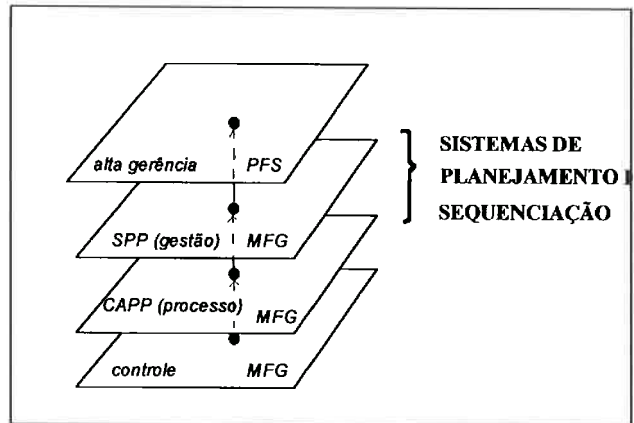 alta gerência PFS
SPP (gestão) MFG
CAPP (processo) MFG
controle MFG
SISTEMAS DE
PLANEJAMENTO
SEQUENCIAÇÃO